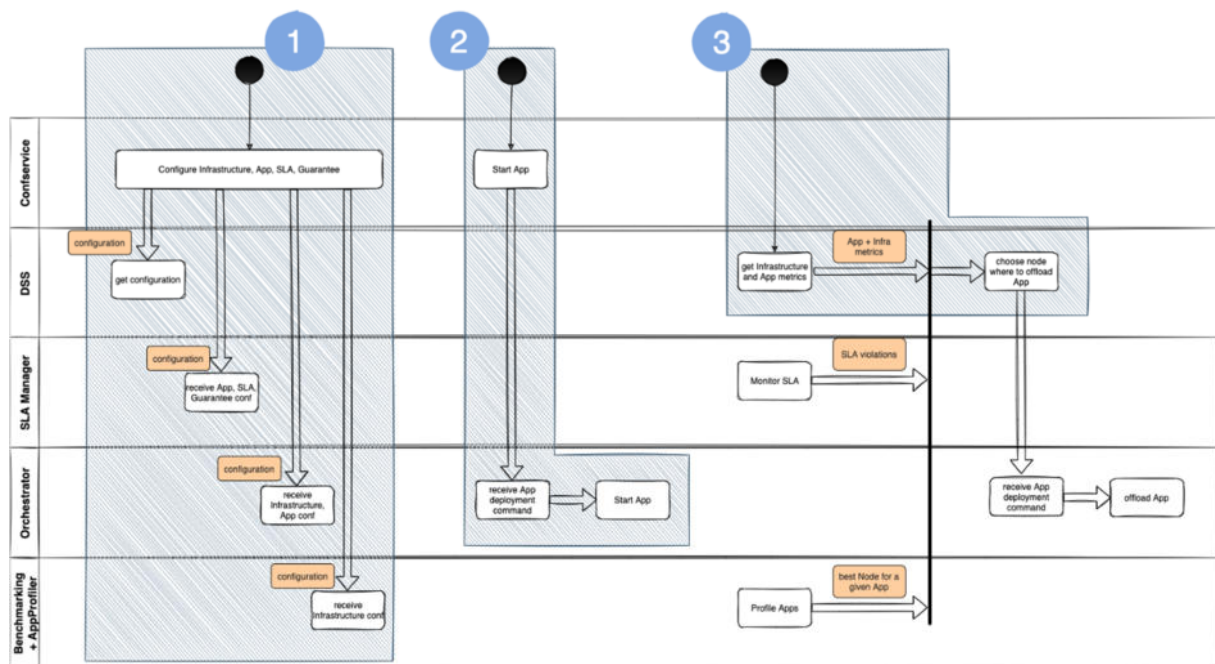 1
2
3
Confservice
Configure Infrastructure, App, SLA, Guarantee
Start App
DSS
configuration
get configuration
App + Infra
metrics
get Infrastructure
and App metrics
choose node
where to offload
App
SLA Manager
configuration
receive App, SLA,
Guarantee conf
SLA violations
Monitor SLA
Orchestrator
configuration
receive
Infrastructure,
App conf
receive App
deployment
command
Start App
receive App
deployment
command
offload App
Benchmarking
+ AppProfiler
configuration
receive
Infrastructure conf
best Node for a
given App
Profile Apps